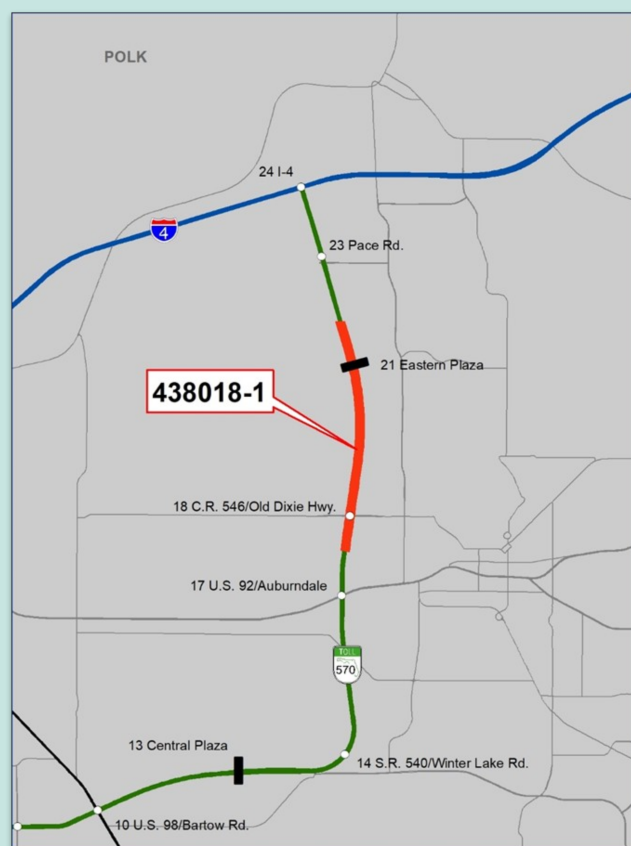 POLK
24 I-4
4
23 Pace Rd.
21 Eastern Plaza
438018-1
18 C.R. 546/Old Dixie Hwy.
17 U.S. 92/Auburndale
TOLL
570
13 Central Plaza
14 S.R. 540/Winter Lake Rd.
10 U.S. 98/Bartow Rd.